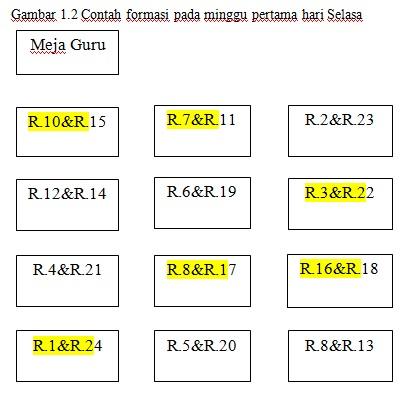 Gambar 1.2 Contah formasi pada minggu pertama hari Selasa
Meja Guru
R.10&R.15
R.7&R.11
R.2&R.23
R.12&R.14
R.6&R.19
R.3&R.22
R.4&R.21
R.8&R.17
R.16&R.18
R.1&R.24
R.5&R.20
R.8&R.13